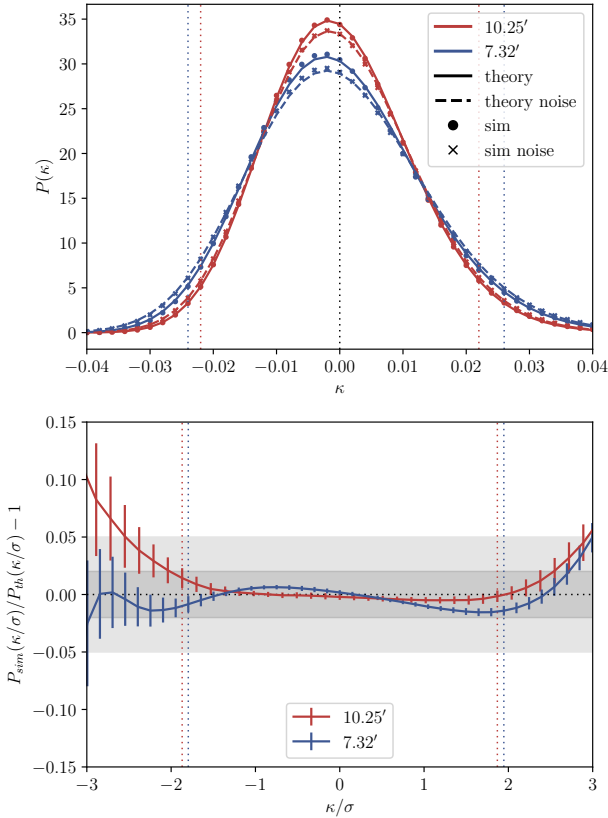 35
30
25
20
15
10
5
0
P(κ)
10.25′
7.32′
theory
theory noise
sim
sim noise
−0.04 −0.03 −0.02 −0.01 0.00 0.01 0.02 0.03 0.04
κ
0.15
0.10
0.05
0.00
−0.05
−0.10
−0.15
P_sim(κ/σ)/P_th(κ/σ) − 1
10.25′
7.32′
−3 −2 −1 0 1 2 3
κ/σ